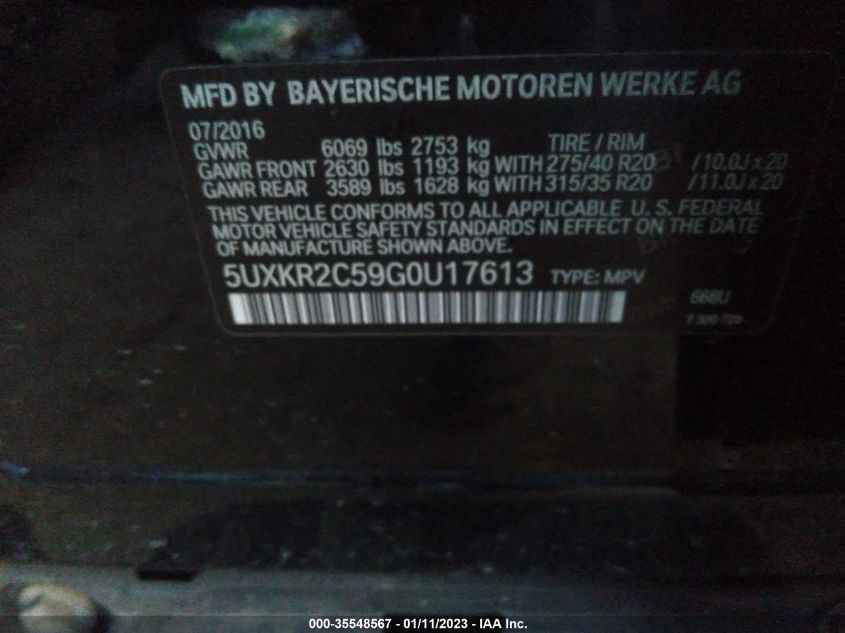 MFD BY BAYERISCHE MOTOREN WERKE AG
07/2016
GVWR 6069 lbs 2753 kg TIRE / RIM
GAWR FRONT 2630 lbs 1193 kg WITH 275/40 R20 /10.0J x 20
GAWR REAR 3589 lbs 1628 kg WITH 315/35 R20 /11.0J x 20
THIS VEHICLE CONFORMS TO ALL APPLICABLE U. S. FEDERAL
MOTOR VEHICLE SAFETY STANDARDS IN EFFECT ON THE DATE
OF MANUFACTURE SHOWN ABOVE.
5UXKR2C59G0U17613 TYPE: MPV
668U
7 320 729
000-35548567 - 01/11/2023 - IAA Inc.